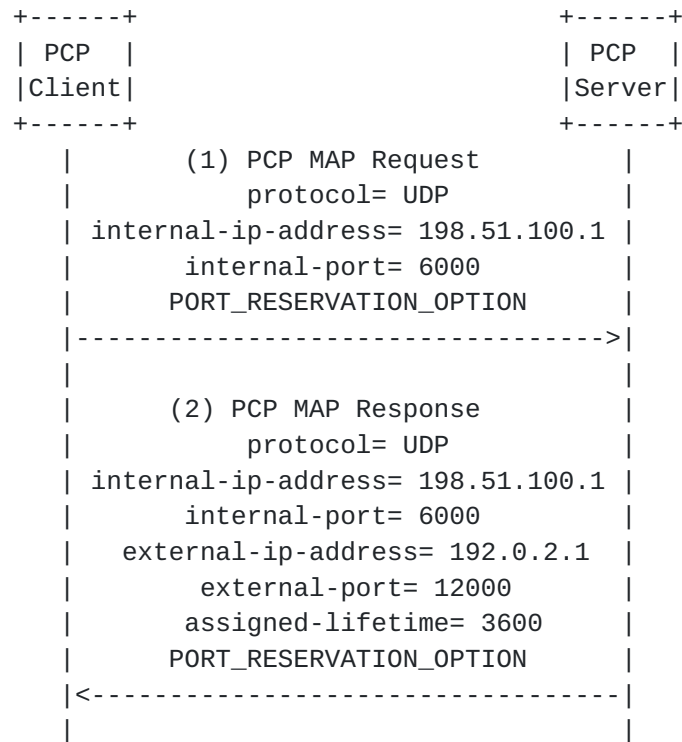 +------+                           +------+
| PCP  |                           | PCP  |
|Client|                           |Server|
+------+                           +------+
   |       (1) PCP MAP Request         |
   |           protocol= UDP           |
   | internal-ip-address= 198.51.100.1 |
   |       internal-port= 6000         |
   |      PORT_RESERVATION_OPTION      |
   |---------------------------------->|
   |                                   |
   |      (2) PCP MAP Response         |
   |           protocol= UDP           |
   | internal-ip-address= 198.51.100.1 |
   |       internal-port= 6000         |
   |   external-ip-address= 192.0.2.1  |
   |        external-port= 12000       |
   |       assigned-lifetime= 3600     |
   |      PORT_RESERVATION_OPTION      |
   |<----------------------------------|
   |                                   |